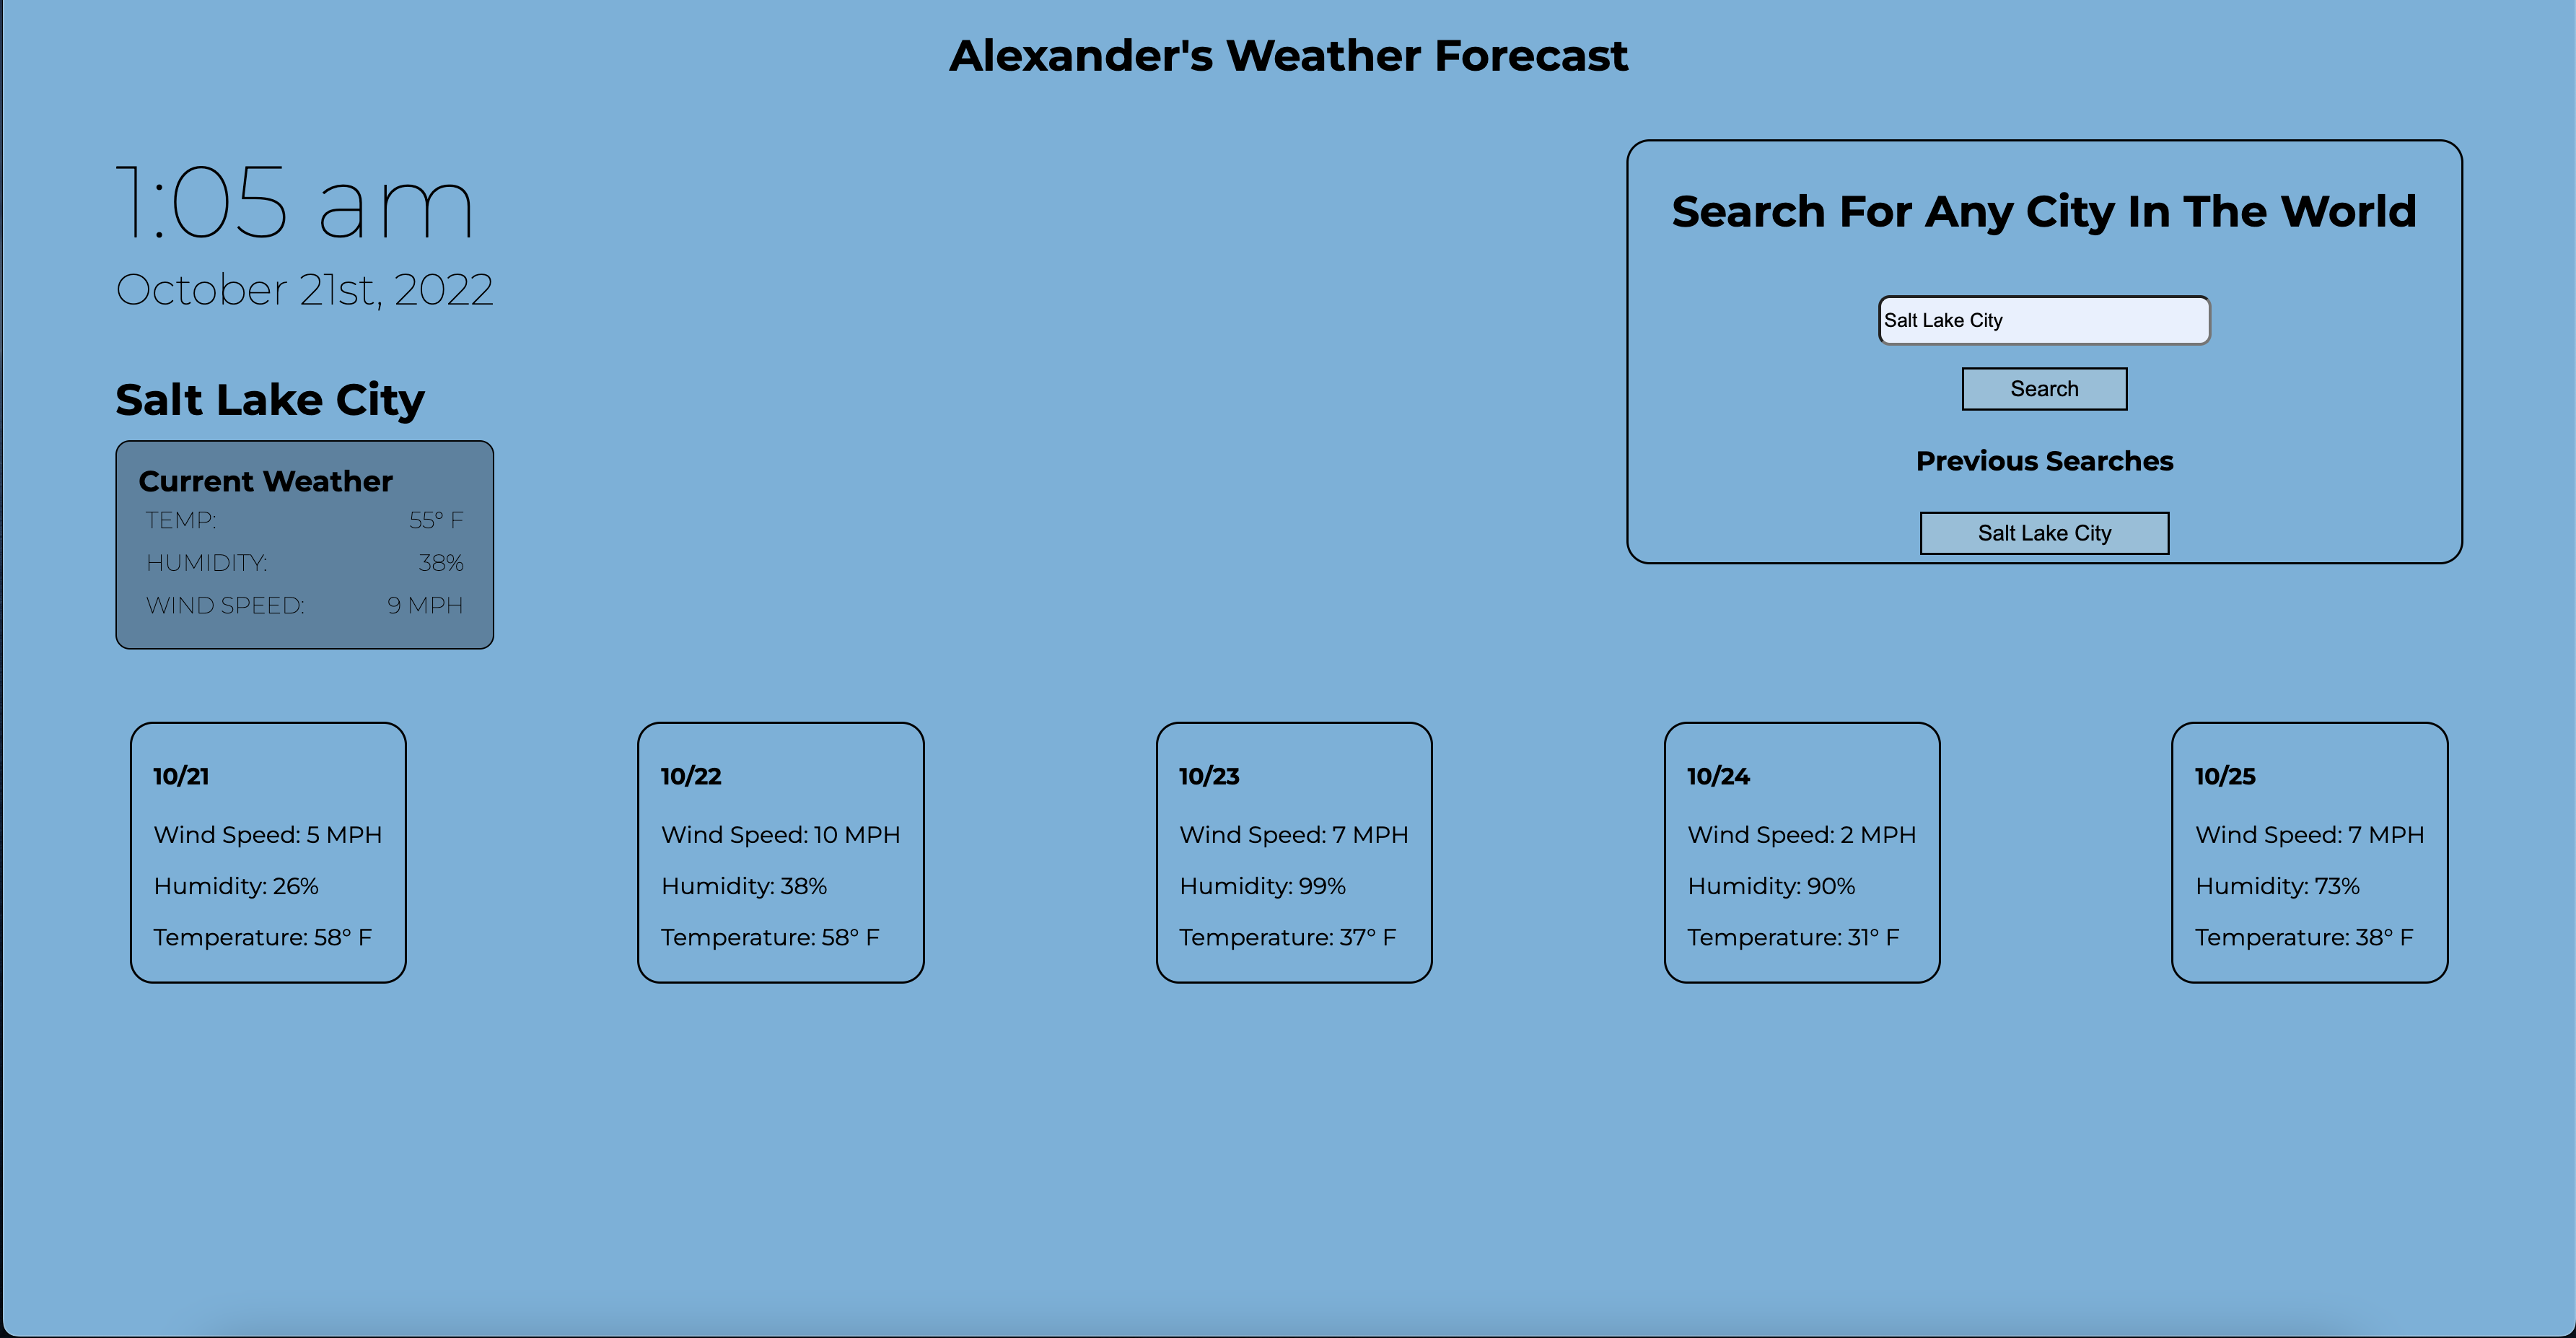 Alexander's Weather Forecast
1:05 am
October 21st, 2022
Salt Lake City
Current Weather
TEMP: 55° F
HUMIDITY: 38%
WIND SPEED: 9 MPH
Search For Any City In The World
Salt Lake City
Search
Previous Searches
Salt Lake City
10/21
Wind Speed: 5 MPH
Humidity: 26%
Temperature: 58° F
10/22
Wind Speed: 10 MPH
Humidity: 38%
Temperature: 58° F
10/23
Wind Speed: 7 MPH
Humidity: 99%
Temperature: 37° F
10/24
Wind Speed: 2 MPH
Humidity: 90%
Temperature: 31° F
10/25
Wind Speed: 7 MPH
Humidity: 73%
Temperature: 38° F